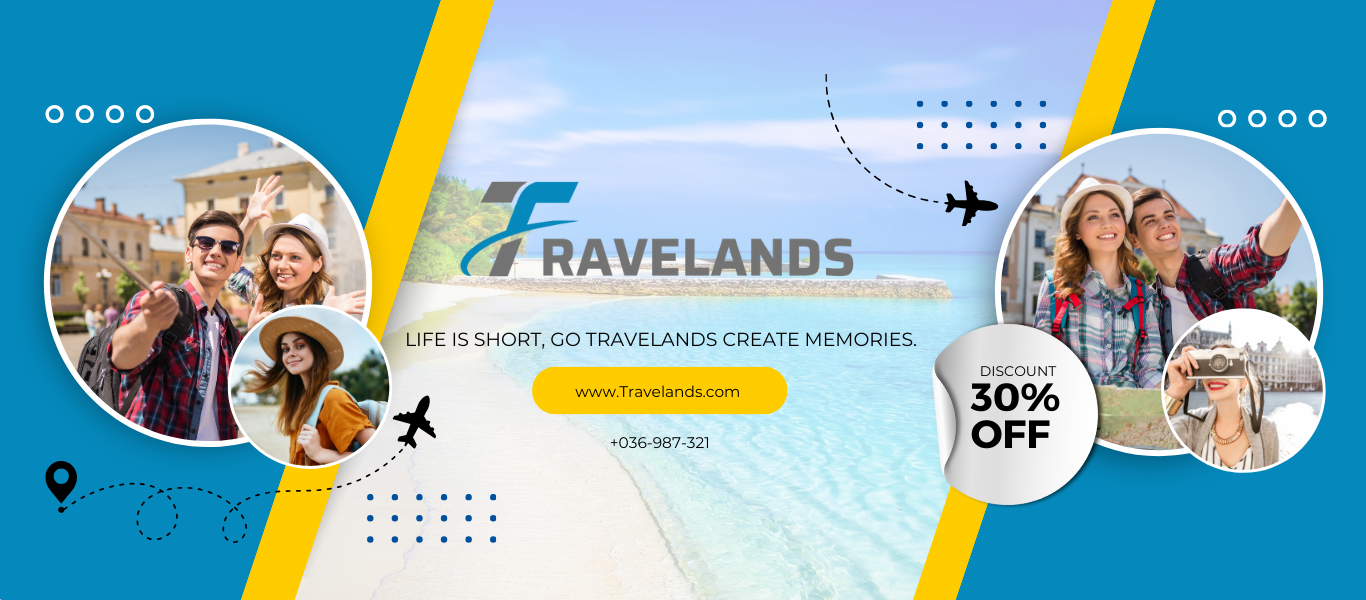 TRAVELANDS
LIFE IS SHORT, GO TRAVELANDS CREATE MEMORIES.
www.Travelands.com
+036-987-321
DISCOUNT
30%
OFF